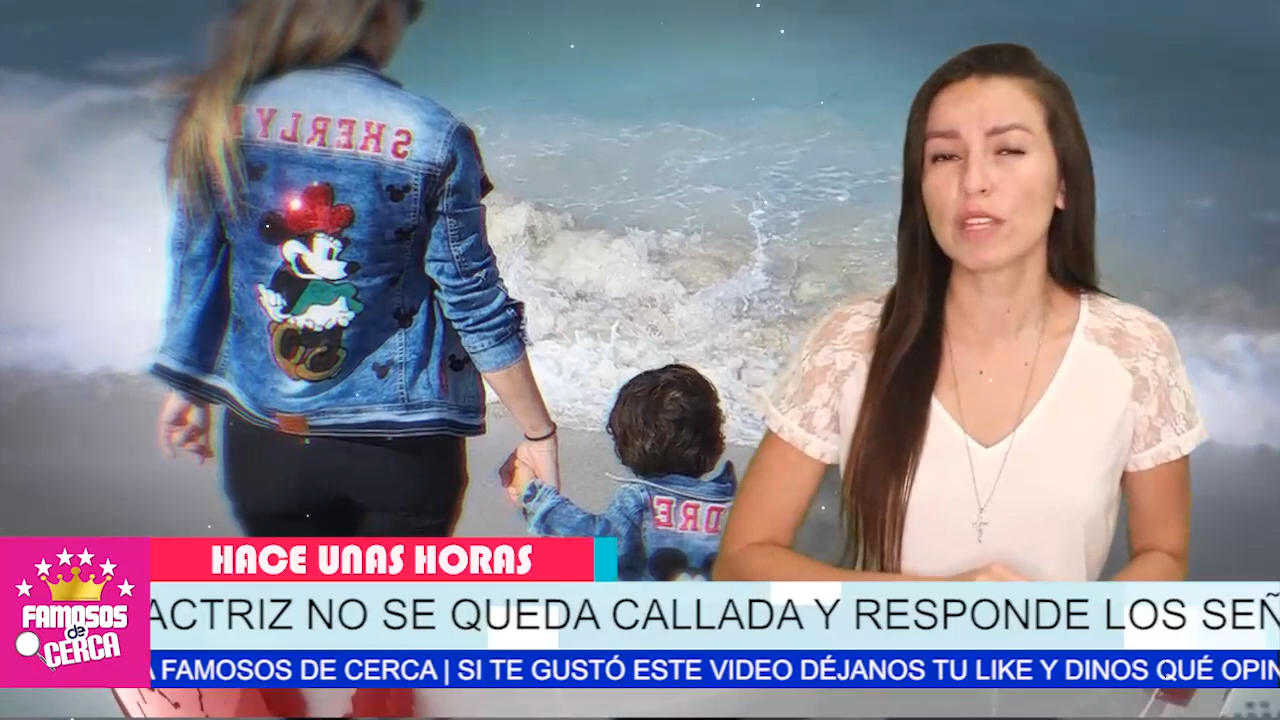 SHERLY
DRE
HACE UNAS HORAS
FAMOSOS
de
CERCA
ACTRIZ NO SE QUEDA CALLADA Y RESPONDE LOS SEÑ
A FAMOSOS DE CERCA | SI TE GUSTÓ ESTE VIDEO DÉJANOS TU LIKE Y DINOS QUÉ OPIN